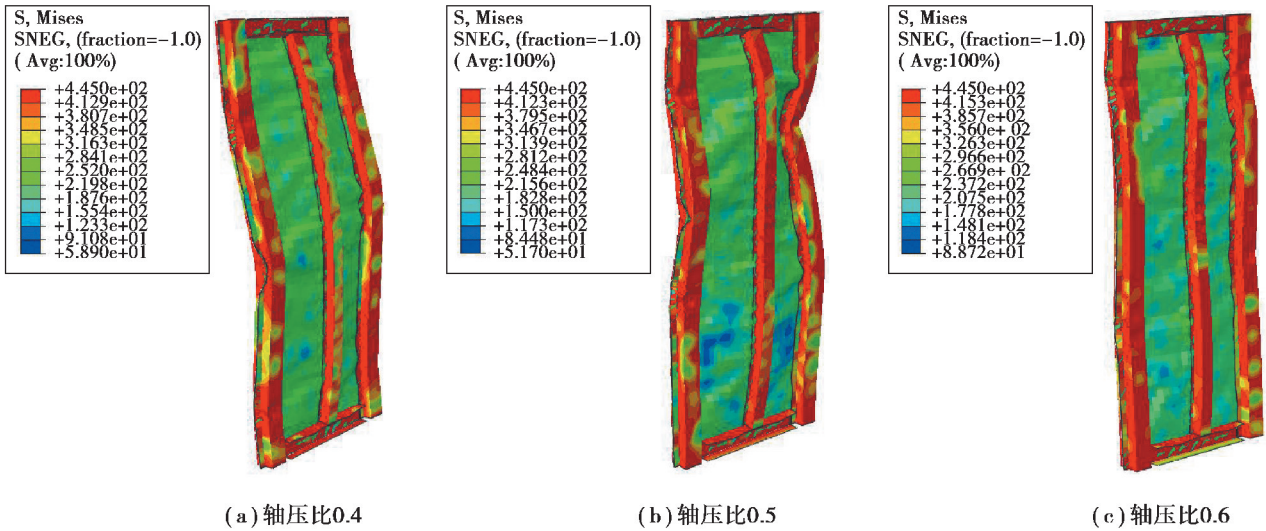 S, Mises
SNEG, (fraction=−1.0)
( Avg:100%)
+4.450e+02
+4.129e+02
+3.807e+02
+3.485e+02
+3.163e+02
+2.841e+02
+2.520e+02
+2.198e+02
+1.876e+02
+1.554e+02
+1.233e+02
+9.108e+01
+5.890e+01
(a)轴压比0.4
S, Mises
SNEG, (fraction=−1.0)
( Avg:100%)
+4.450e+02
+4.123e+02
+3.795e+02
+3.467e+02
+3.139e+02
+2.812e+02
+2.484e+02
+2.156e+02
+1.828e+02
+1.500e+02
+1.173e+02
+8.448e+01
+5.170e+01
(b)轴压比0.5
S, Mises
SNEG, (fraction=−1.0)
( Avg:100%)
+4.450e+02
+4.153e+02
+3.857e+02
+3.560e+ 02
+3.263e+02
+2.966e+02
+2.669e+ 02
+2.372e+02
+2.075e+02
+1.778e+02
+1.481e+02
+1.184e+02
+8.872e+01
(c)轴压比0.6